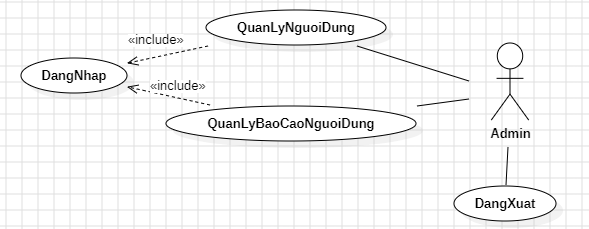 QuanLyNguoiDung
«include»
DangNhap
«include»
QuanLyBaoCaoNguoiDung
Admin
DangXuat